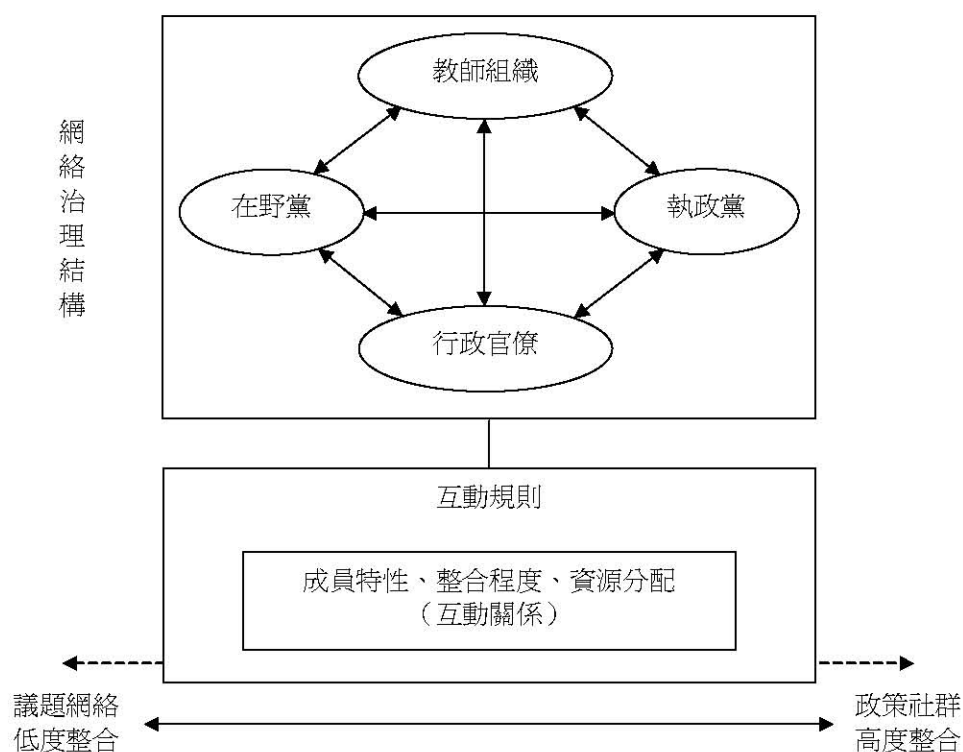 教師組織
網絡治理結構
在野黨
執政黨
行政官僚
互動規則
成員特性、整合程度、資源分配
（互動關係）
議題網絡
低度整合
政策社群
高度整合